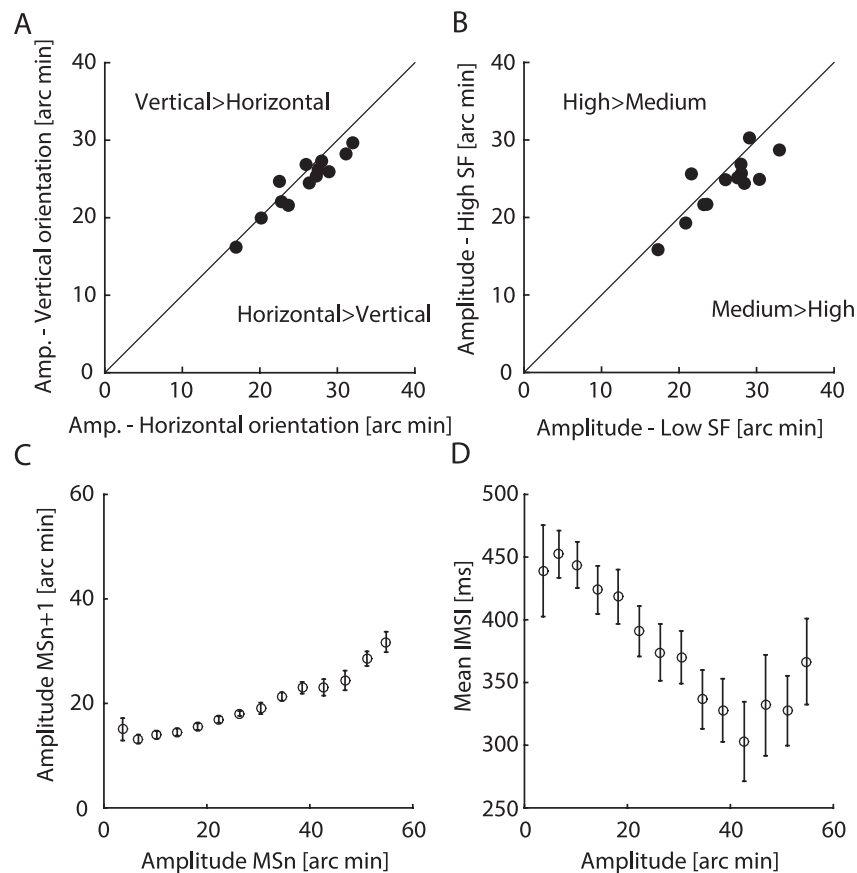 A
Amp. - Vertical orientation [arc min]
40
30
20
10
0
Vertical>Horizontal
Horizontal>Vertical
0 10 20 30 40
Amp. - Horizontal orientation [arc min]
B
Amplitude - High SF [arc min]
40
30
20
10
0
High>Medium
Medium>High
0 10 20 30 40
Amplitude - Low SF [arc min]
C
Amplitude MSn+1 [arc min]
60
40
20
0
0 20 40 60
Amplitude MSn [arc min]
D
Mean IMSI [ms]
500
450
400
350
300
250
0 20 40 60
Amplitude [arc min]